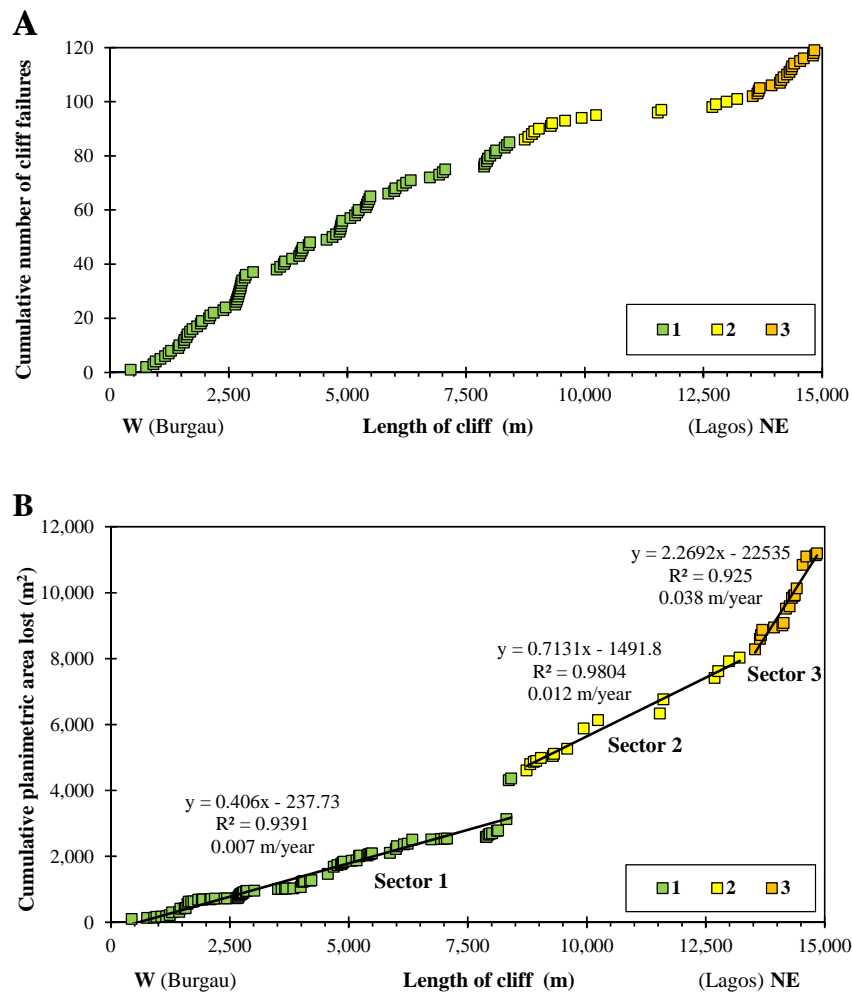 A
Cumulative number of cliff failures
120
100
80
60
40
20
0
1 2 3
0 2,500 5,000 7,500 10,000 12,500 15,000
W (Burgau) Length of cliff (m) (Lagos) NE
B
Cumulative planimetric area lost (m²)
12,000
10,000
8,000
6,000
4,000
2,000
0
y = 2.2692x - 22535
R² = 0.925
0.038 m/year
Sector 3
y = 0.7131x - 1491.8
R² = 0.9804
0.012 m/year
Sector 2
y = 0.406x - 237.73
R² = 0.9391
0.007 m/year
Sector 1
1 2 3
0 2,500 5,000 7,500 10,000 12,500 15,000
W (Burgau) Length of cliff (m) (Lagos) NE